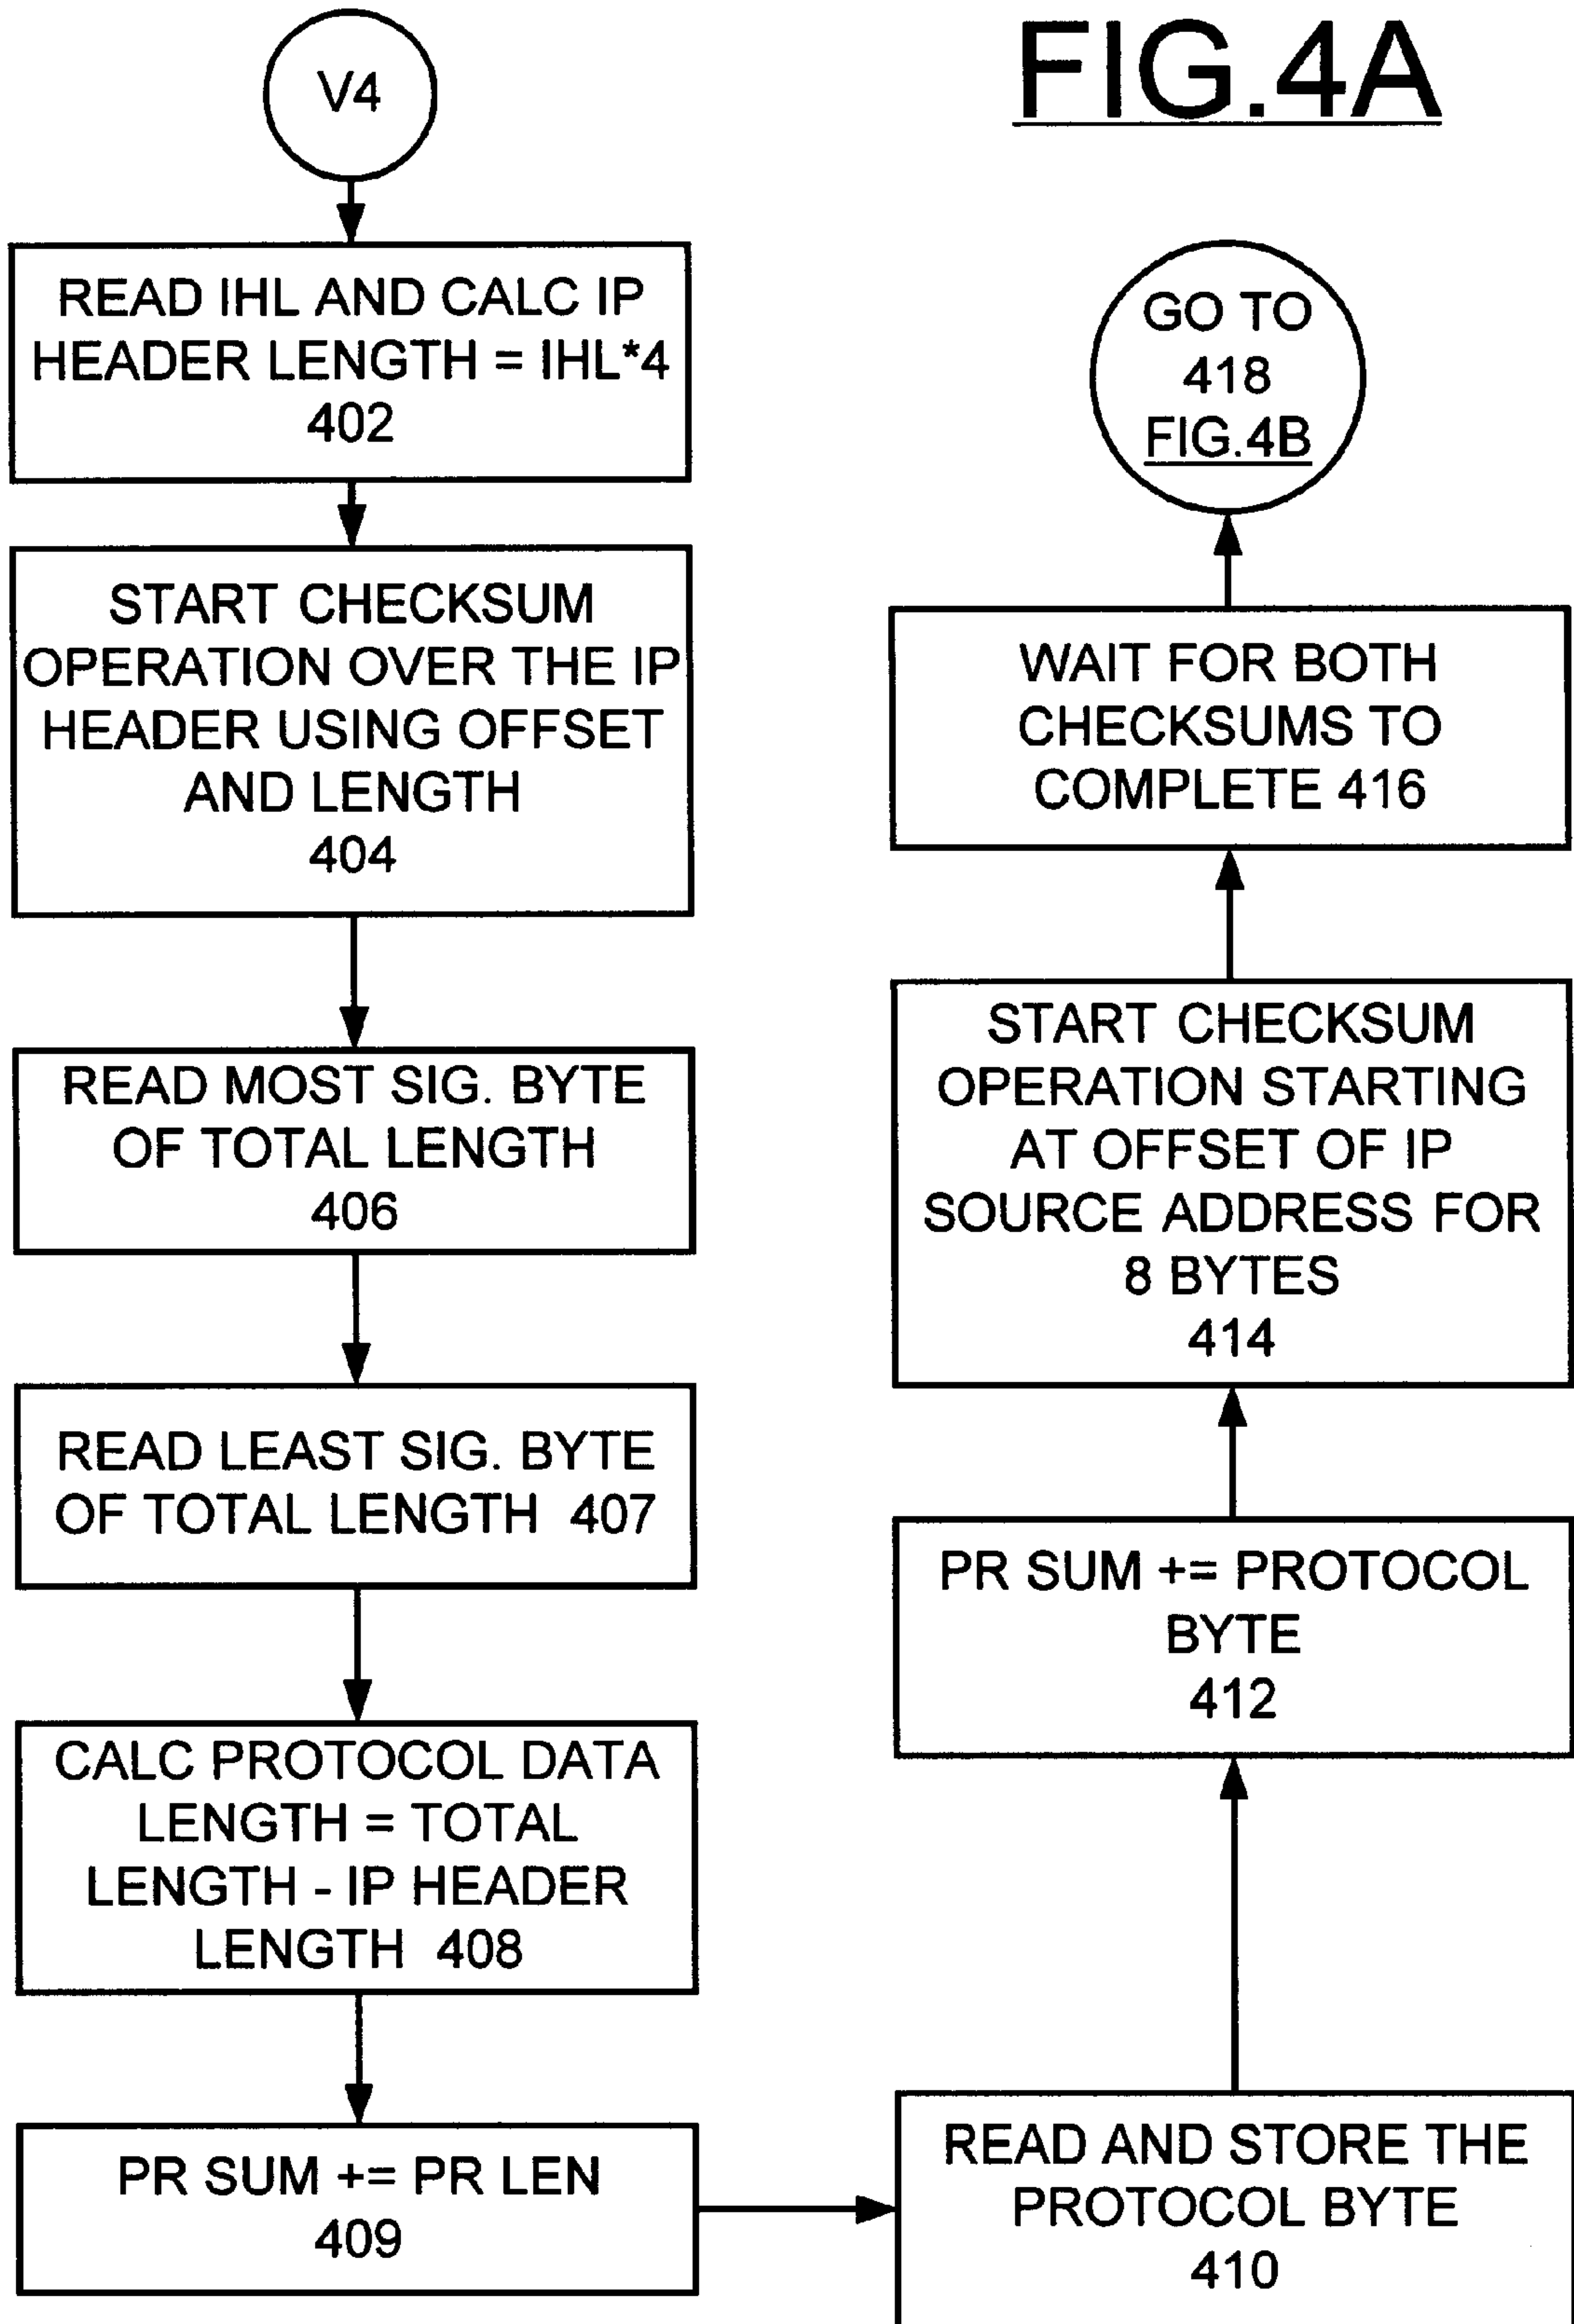 FIG.4A
V4
READ IHL AND CALC IP
HEADER LENGTH = IHL*4
402
START CHECKSUM
OPERATION OVER THE IP
HEADER USING OFFSET
AND LENGTH
404
READ MOST SIG. BYTE
OF TOTAL LENGTH
406
READ LEAST SIG. BYTE
OF TOTAL LENGTH 407
CALC PROTOCOL DATA
LENGTH = TOTAL
LENGTH - IP HEADER
LENGTH 408
PR SUM += PR LEN
409
READ AND STORE THE
PROTOCOL BYTE
410
PR SUM += PROTOCOL
BYTE
412
START CHECKSUM
OPERATION STARTING
AT OFFSET OF IP
SOURCE ADDRESS FOR
8 BYTES
414
WAIT FOR BOTH
CHECKSUMS TO
COMPLETE 416
GO TO
418
FIG.4B